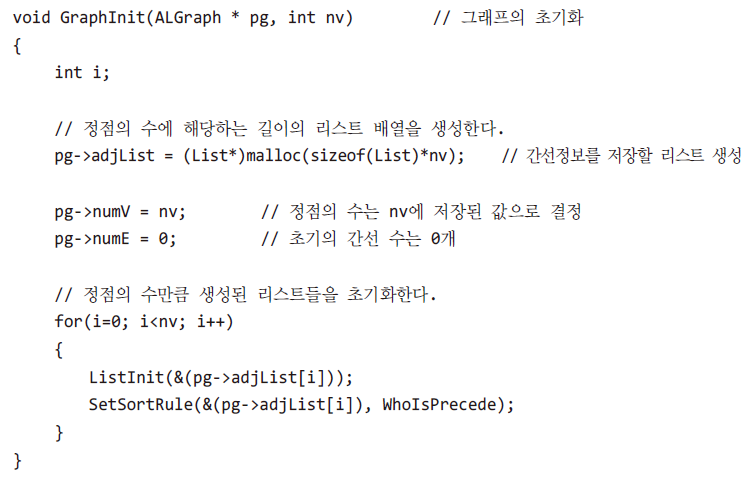 void GraphInit(ALGraph * pg, int nv) // 그래프의 초기화
{
int i;
// 정점의 수에 해당하는 길이의 리스트 배열을 생성한다.
pg->adjList = (List*)malloc(sizeof(List)*nv); // 간선정보를 저장할 리스트 생성
pg->numV = nv; // 정점의 수는 nv에 저장된 값으로 결정
pg->numE = 0; // 초기의 간선 수는 0개
// 정점의 수만큼 생성된 리스트들을 초기화한다.
for(i=0; i<nv; i++)
{
ListInit(&(pg->adjList[i]));
SetSortRule(&(pg->adjList[i]), WhoIsPrecede);
}
}